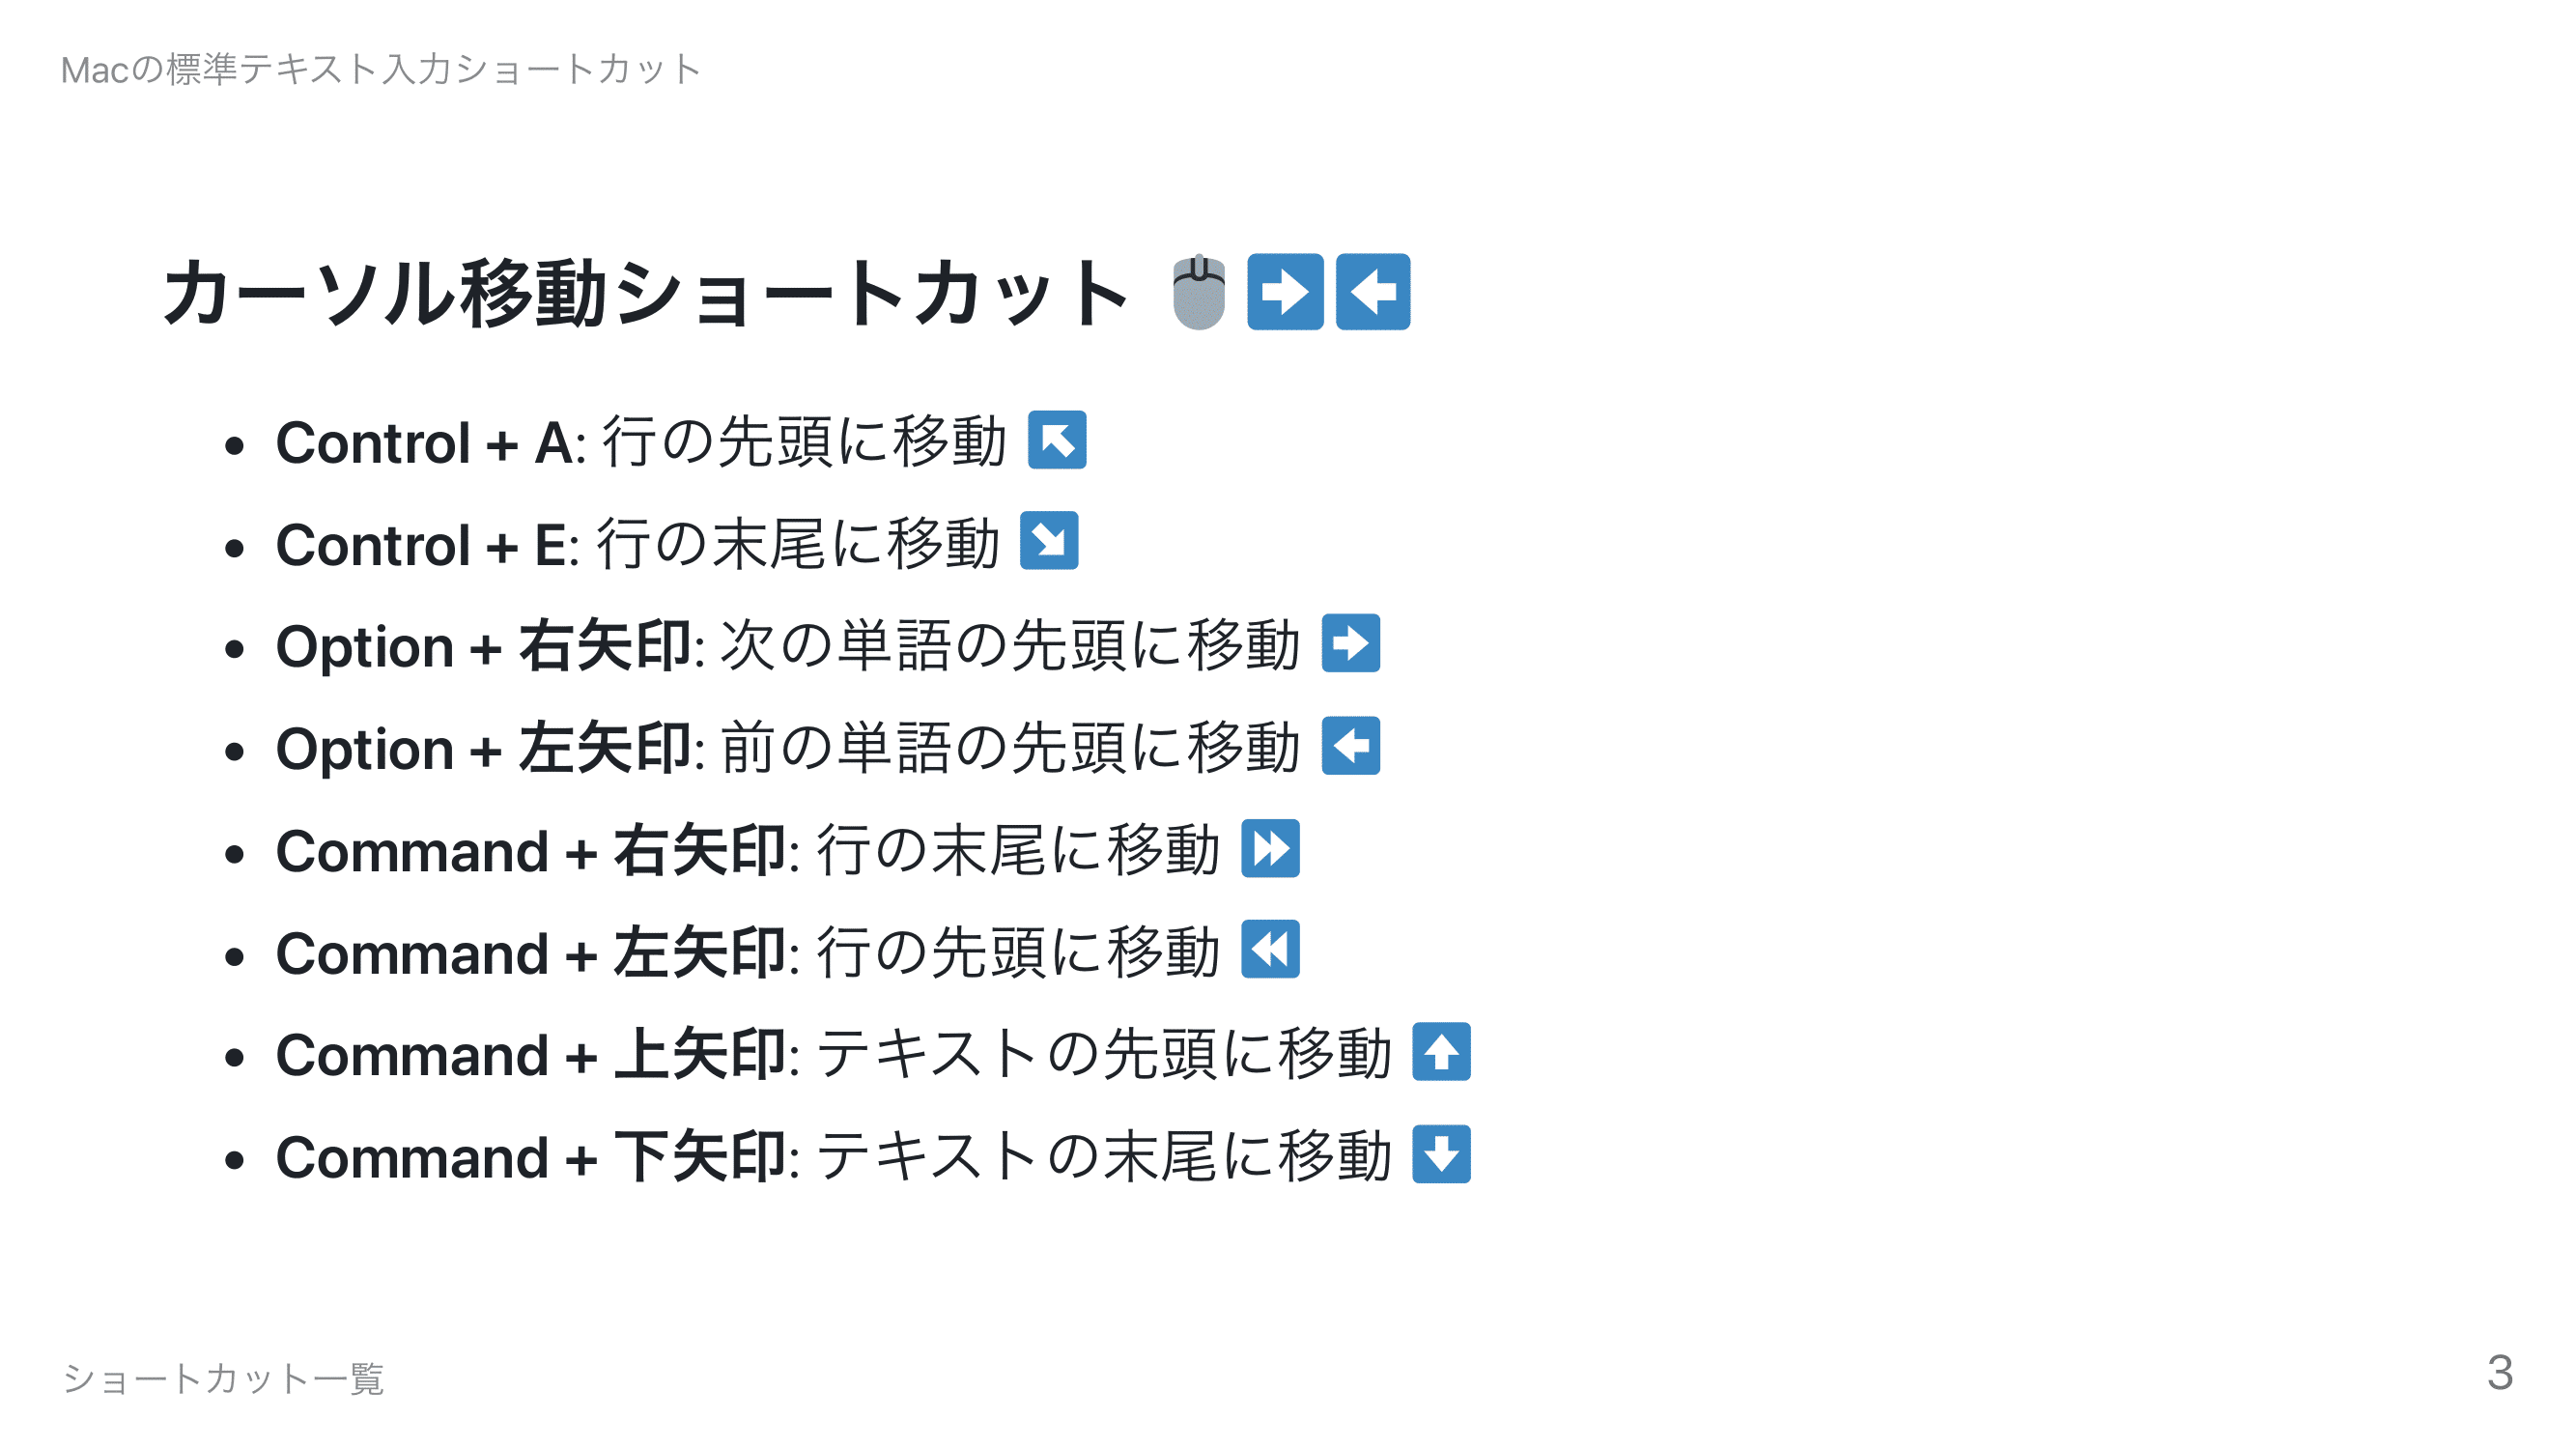 Macの標準テキスト入力ショートカット
カーソル移動ショートカット 🖱️➡️⬅️
• Control + A: 行の先頭に移動 ↖️
• Control + E: 行の末尾に移動 ↘️
• Option + 右矢印: 次の単語の先頭に移動 ➡️
• Option + 左矢印: 前の単語の先頭に移動 ⬅️
• Command + 右矢印: 行の末尾に移動 ⏩
• Command + 左矢印: 行の先頭に移動 ⏪
• Command + 上矢印: テキストの先頭に移動 ⬆️
• Command + 下矢印: テキストの末尾に移動 ⬇️
ショートカット一覧
3